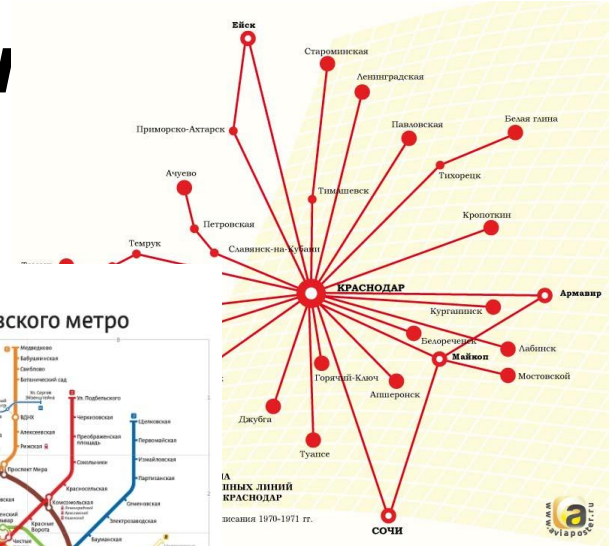 Ейск
Староминская
Ленинградская
Павловская
Белая глина
Приморско-Ахтарск
Тихорецк
Ачуево
Тимашевск
Петровская
Кропоткин
Темрук
Славянск-на-Кубани
КРАСНОДАР
Армавир
Курганинск
Белореченск
Лабинск
Майкоп
Горячий-Ключ
Мостовской
Апшеронск
Джубга
Туапсе
ННЫХ ЛИНИЙ
КРАСНОДАР
писания 1970-1971 гг.
СОЧИ
www.aviaposter.ru
вского метро
Медведково
Бабушкинская
Свиблово
Ботанический сад
ВДНХ
Алексеевская
Рижская
Проспект Мира
Ул. Подбельского
Черкизовская
Преображенская
площадь
Сокольники
Красносельская
Комсомольская
Красные
Ворота
Чистые
Щелковская
Первомайская
Измайловская
Партизанская
Семеновская
Электрозаводская
Бауманская